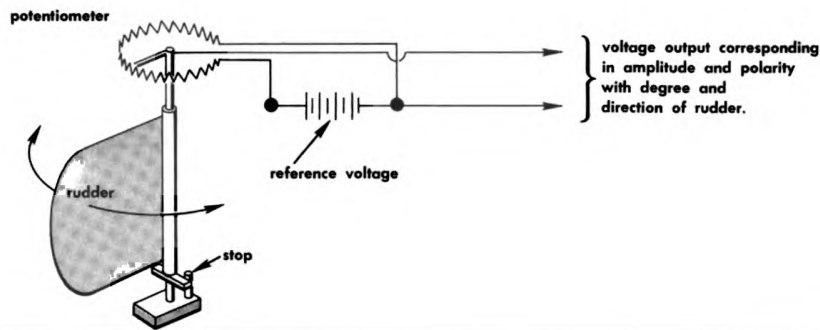 potentiometer
voltage output corresponding
in amplitude and polarity
with degree and
direction of rudder.
reference voltage
rudder
stop